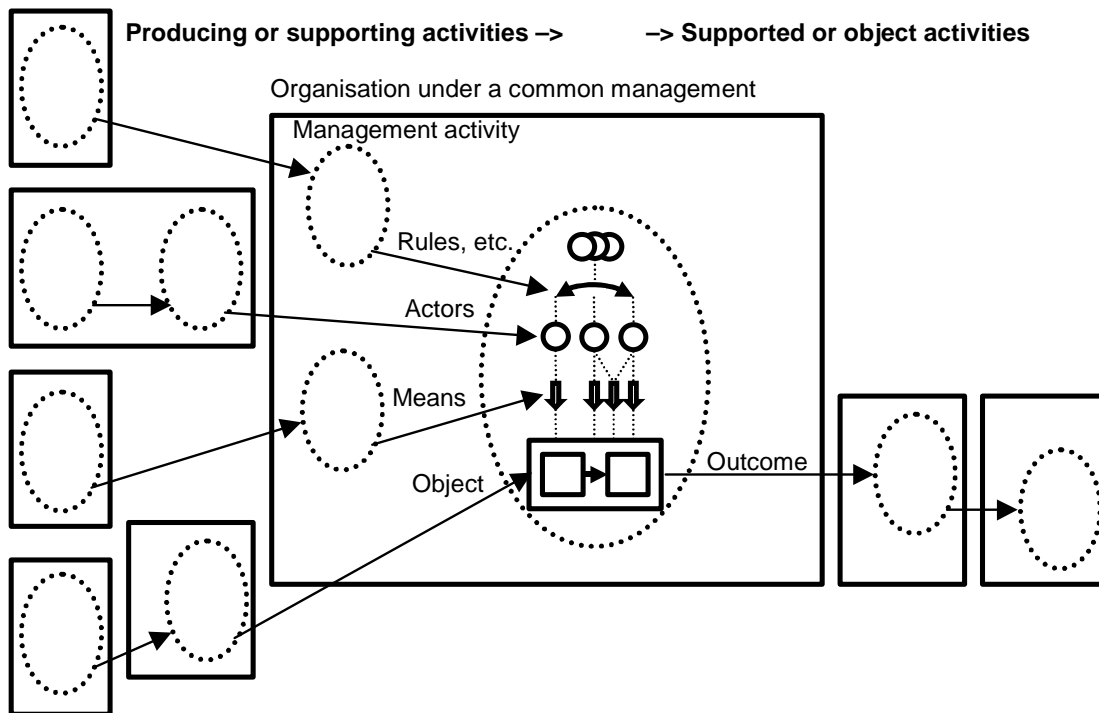 Producing or supporting activities –> –> Supported or object activities
Organisation under a common management
Management activity
Rules, etc.
Actors
Means
Object
Outcome